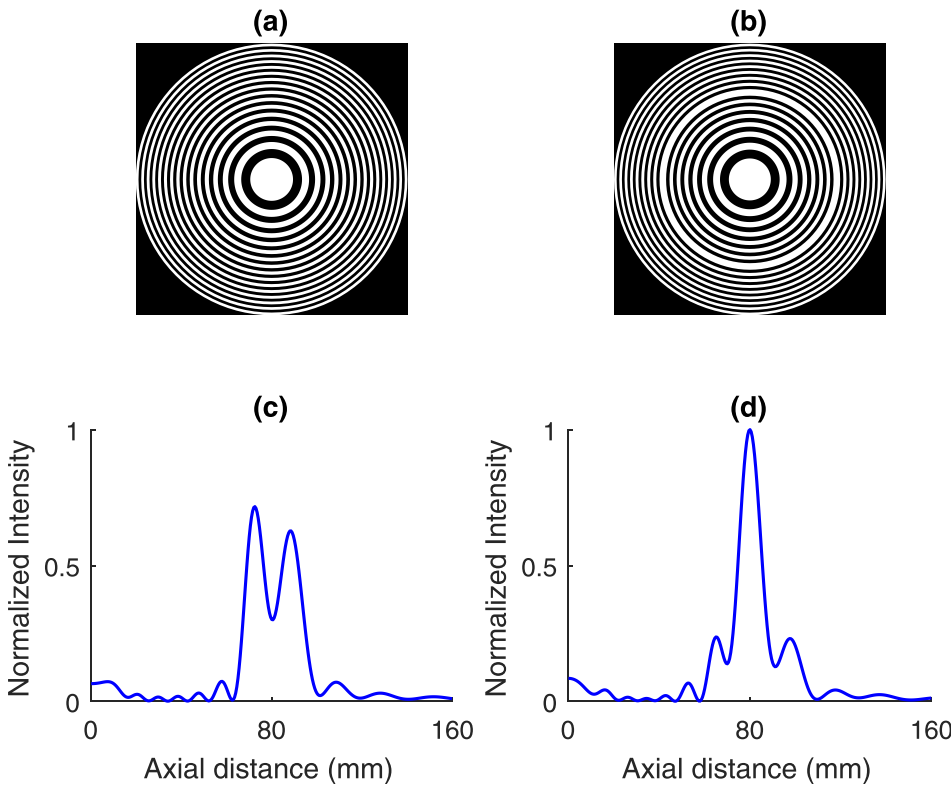 (a)
(b)
(c)
Normalized Intensity
1
0.5
0
0
80
160
Axial distance (mm)
(d)
Normalized Intensity
1
0.5
0
0
80
160
Axial distance (mm)